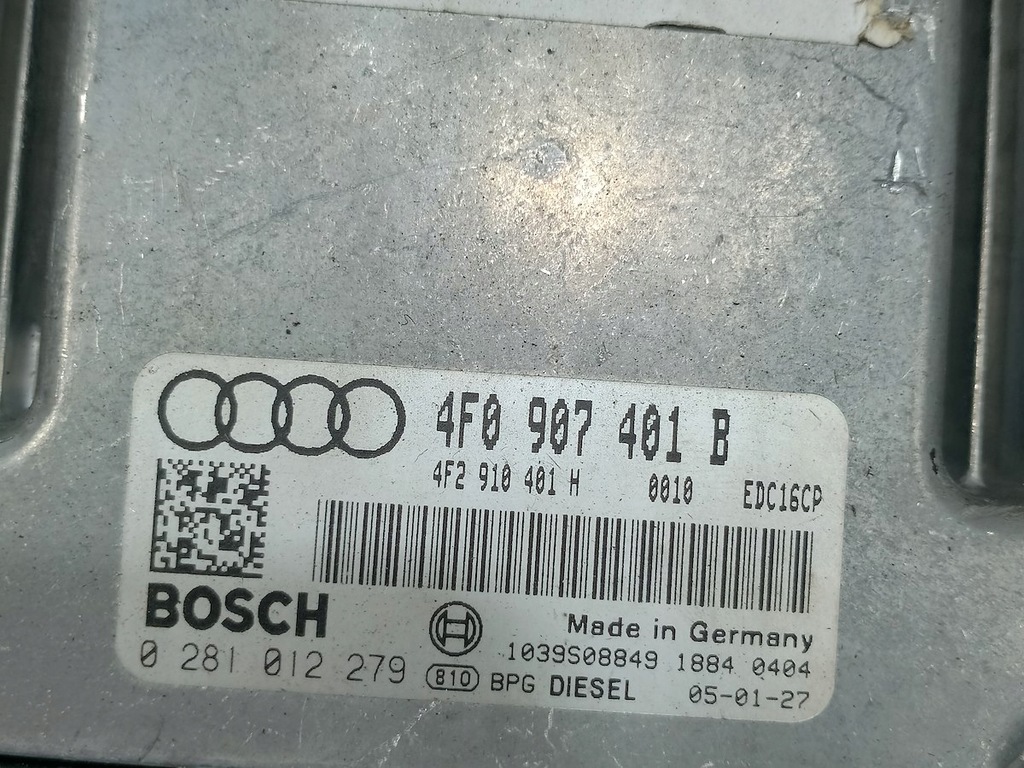 4F0 907 401 B
4F2 910 401 H 0010 EDC16CP
BOSCH
Made in Germany
1039S08849 1884 0404
0 281 012 279 810 BPG DIESEL 05-01-27